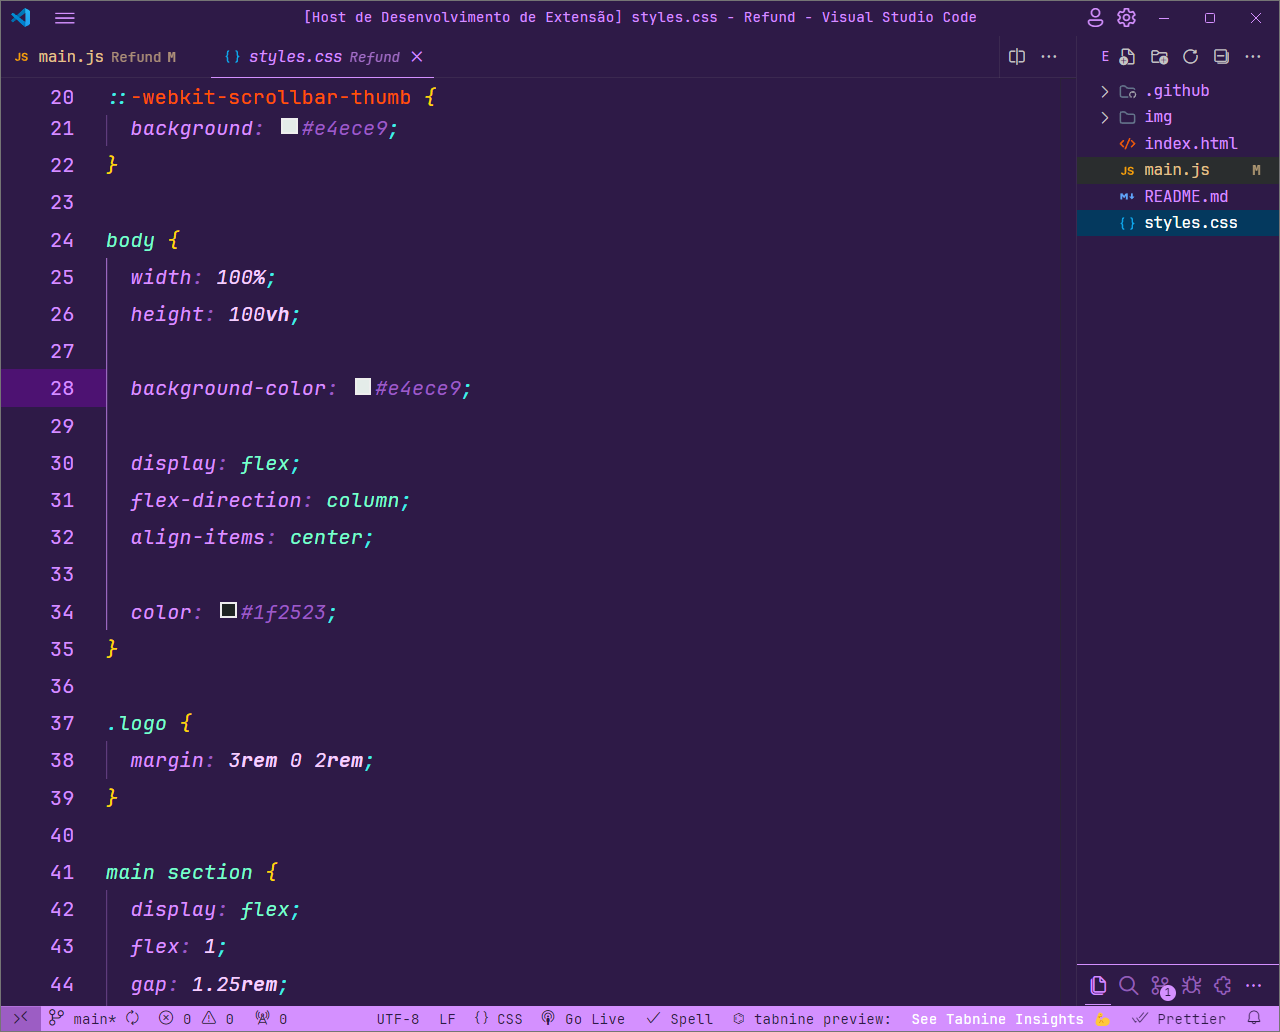 [Host de Desenvolvimento de Extensão] styles.css - Refund - Visual Studio Code
JS main.js Refund M
{} styles.css Refund
E
20 ::-webkit-scrollbar-thumb {
21 background: #e4ece9;
22 }
23
24 body {
25 width: 100%;
26 height: 100vh;
27
28 background-color: #e4ece9;
29
30 display: flex;
31 flex-direction: column;
32 align-items: center;
33
34 color: #1f2523;
35 }
36
37 .logo {
38 margin: 3rem 0 2rem;
39 }
40
41 main section {
42 display: flex;
43 flex: 1;
44 gap: 1.25rem;
.github
img
</> index.html
JS main.js M
M↓ README.md
{} styles.css
1
main* 0 0 0 UTF-8 LF {} CSS Go Live Spell tabnine preview: See Tabnine Insights 💪 Prettier